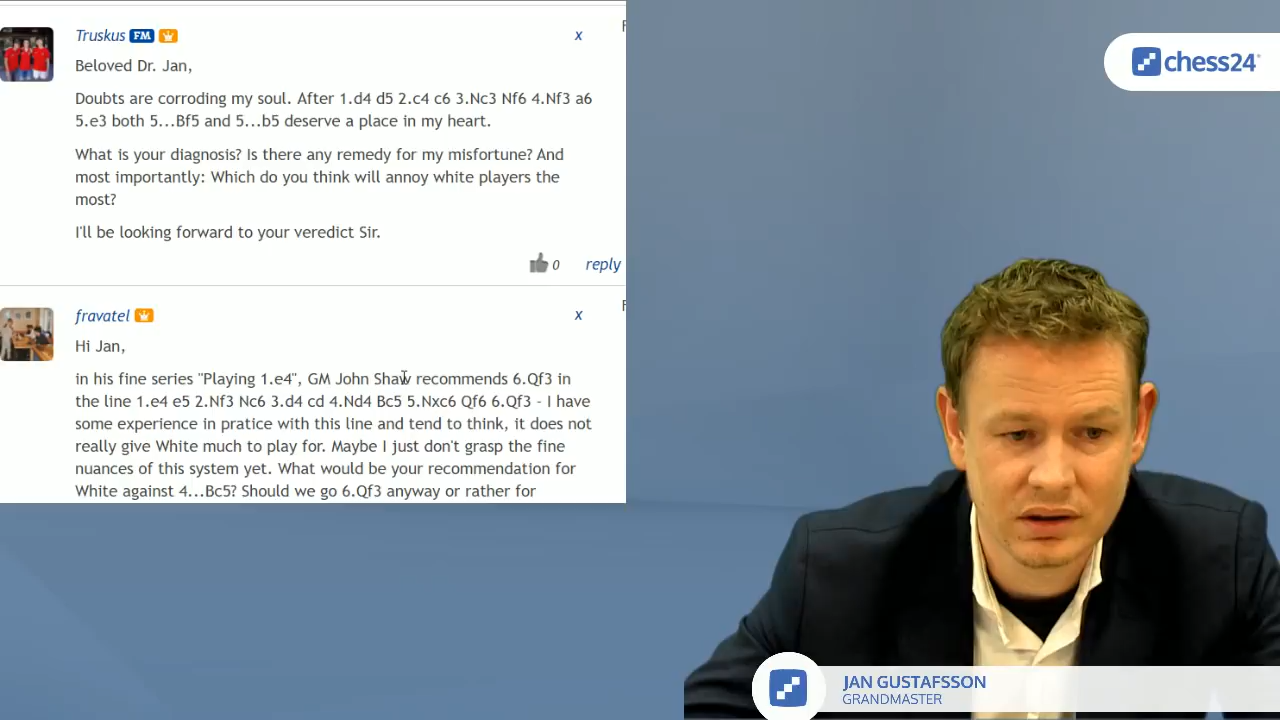 Truskus FM
x
F
Beloved Dr. Jan,
Doubts are corroding my soul. After 1.d4 d5 2.c4 c6 3.Nc3 Nf6 4.Nf3 a6
5.e3 both 5...Bf5 and 5...b5 deserve a place in my heart.
What is your diagnosis? Is there any remedy for my misfortune? And
most importantly: Which do you think will annoy white players the
most?
I'll be looking forward to your veredict Sir.
0 reply
fravatel
x
F
Hi Jan,
in his fine series "Playing 1.e4", GM John Shaw recommends 6.Qf3 in
the line 1.e4 e5 2.Nf3 Nc6 3.d4 cd 4.Nd4 Bc5 5.Nxc6 Qf6 6.Qf3 - I have
some experience in pratice with this line and tend to think, it does not
really give White much to play for. Maybe I just don't grasp the fine
nuances of this system yet. What would be your recommendation for
White against 4...Bc5? Should we go 6.Qf3 anyway or rather for
chess24
JAN GUSTAFSSON
GRANDMASTER